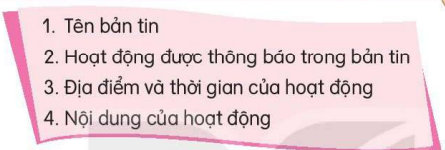 1. Tên bản tin
2. Hoạt động được thông báo trong bản tin
3. Địa điểm và thời gian của hoạt động
4. Nội dung của hoạt động